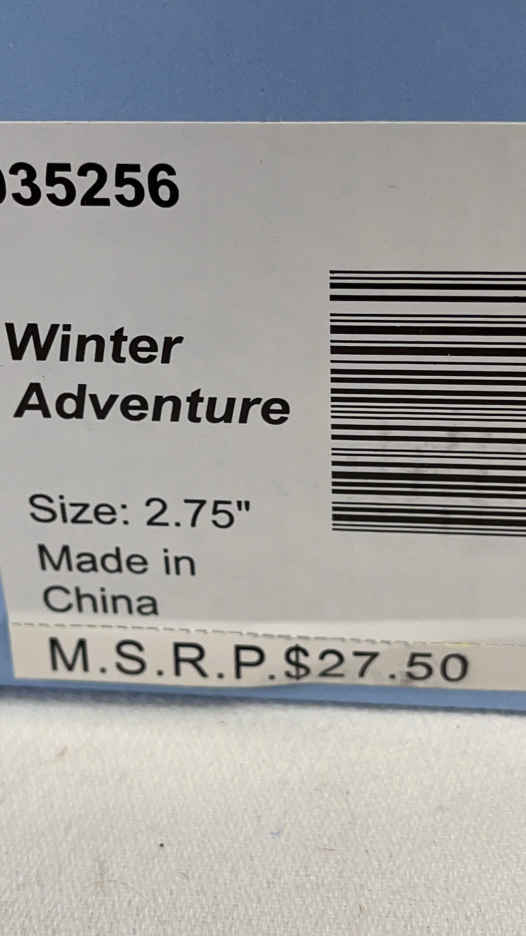 035256
Winter
Adventure
Size: 2.75"
Made in
China
M.S.R.P.$27.50